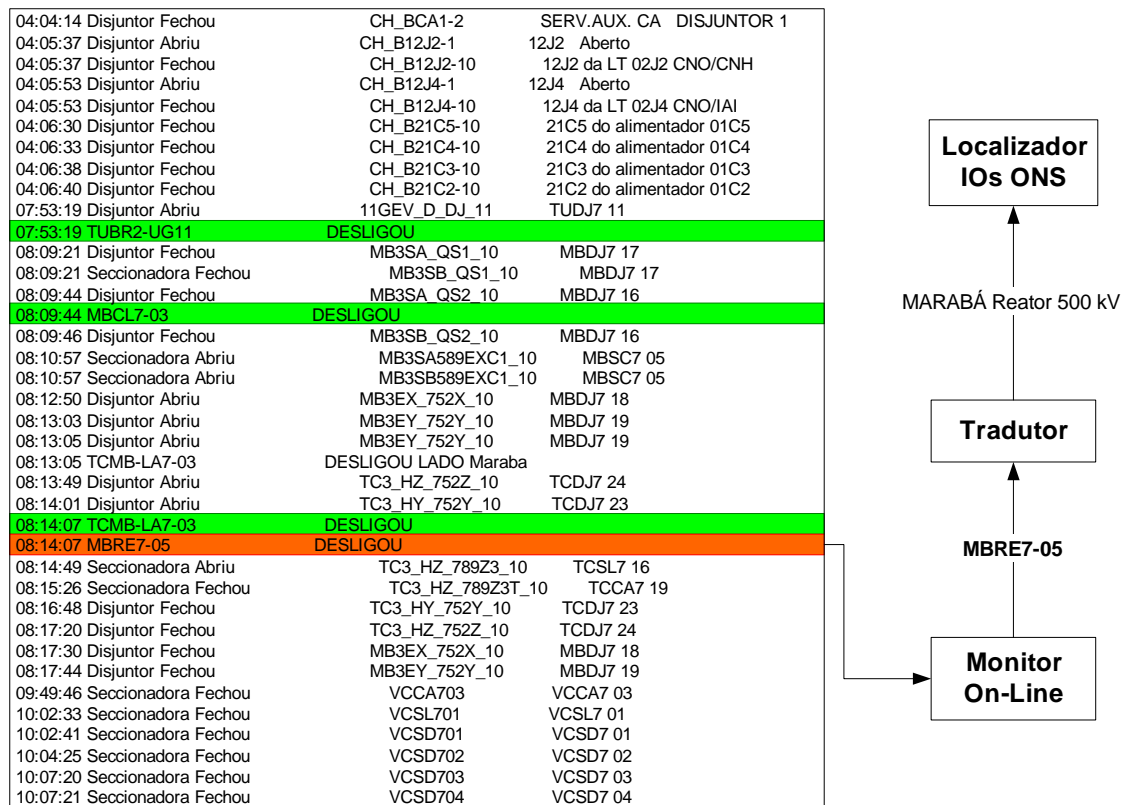 04:04:14 Disjuntor Fechou CH_BCA1-2 SERV.AUX. CA DISJUNTOR 1
04:05:37 Disjuntor Abriu CH_B12J2-1 12J2 Aberto
04:05:37 Disjuntor Fechou CH_B12J2-10 12J2 da LT 02J2 CNO/CNH
04:05:53 Disjuntor Abriu CH_B12J4-1 12J4 Aberto
04:05:53 Disjuntor Fechou CH_B12J4-10 12J4 da LT 02J4 CNO/IAI
04:06:30 Disjuntor Fechou CH_B21C5-10 21C5 do alimentador 01C5
04:06:33 Disjuntor Fechou CH_B21C4-10 21C4 do alimentador 01C4
04:06:38 Disjuntor Fechou CH_B21C3-10 21C3 do alimentador 01C3
04:06:40 Disjuntor Fechou CH_B21C2-10 21C2 do alimentador 01C2
07:53:19 Disjuntor Abriu 11GEV_D_DJ_11 TUDJ7 11
07:53:19 TUBR2-UG11 DESLIGOU
08:09:21 Disjuntor Fechou MB3SA_QS1_10 MBDJ7 17
08:09:21 Seccionadora Fechou MB3SB_QS1_10 MBDJ7 17
08:09:44 Disjuntor Fechou MB3SA_QS2_10 MBDJ7 16
08:09:44 MBCL7-03 DESLIGOU
08:09:46 Disjuntor Fechou MB3SB_QS2_10 MBDJ7 16
08:10:57 Seccionadora Abriu MB3SA589EXC1_10 MBSC7 05
08:10:57 Seccionadora Abriu MB3SB589EXC1_10 MBSC7 05
08:12:50 Disjuntor Abriu MB3EX_752X_10 MBDJ7 18
08:13:03 Disjuntor Abriu MB3EY_752Y_10 MBDJ7 19
08:13:05 Disjuntor Abriu MB3EY_752Y_10 MBDJ7 19
08:13:05 TCMB-LA7-03 DESLIGOU LADO Maraba
08:13:49 Disjuntor Abriu TC3_HZ_752Z_10 TCDJ7 24
08:14:01 Disjuntor Abriu TC3_HY_752Y_10 TCDJ7 23
08:14:07 TCMB-LA7-03 DESLIGOU
08:14:07 MBRE7-05 DESLIGOU
08:14:49 Seccionadora Abriu TC3_HZ_789Z3_10 TCSL7 16
08:15:26 Seccionadora Fechou TC3_HZ_789Z3T_10 TCCA7 19
08:16:48 Disjuntor Fechou TC3_HY_752Y_10 TCDJ7 23
08:17:20 Disjuntor Fechou TC3_HZ_752Z_10 TCDJ7 24
08:17:30 Disjuntor Fechou MB3EX_752X_10 MBDJ7 18
08:17:44 Disjuntor Fechou MB3EY_752Y_10 MBDJ7 19
09:49:46 Seccionadora Fechou VCCA703 VCCA7 03
10:02:33 Seccionadora Fechou VCSL701 VCSL7 01
10:02:41 Seccionadora Fechou VCSD701 VCSD7 01
10:04:25 Seccionadora Fechou VCSD702 VCSD7 02
10:07:20 Seccionadora Fechou VCSD703 VCSD7 03
10:07:21 Seccionadora Fechou VCSD704 VCSD7 04
Localizador
IOs ONS
MARABÁ Reator 500 kV
Tradutor
MBRE7-05
Monitor
On-Line